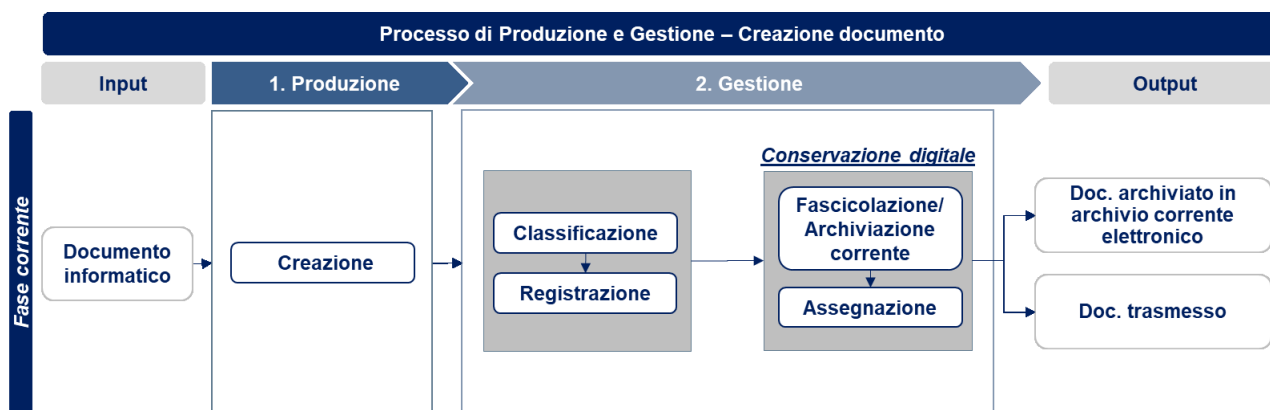 Processo di Produzione e Gestione – Creazione documento
Input
1. Produzione
2. Gestione
Output
Fase corrente
Documento
informatico
Creazione
Classificazione
Registrazione
Conservazione digitale
Fascicolazione/
Archiviazione
corrente
Assegnazione
Doc. archiviato in
archivio corrente
elettronico
Doc. trasmesso